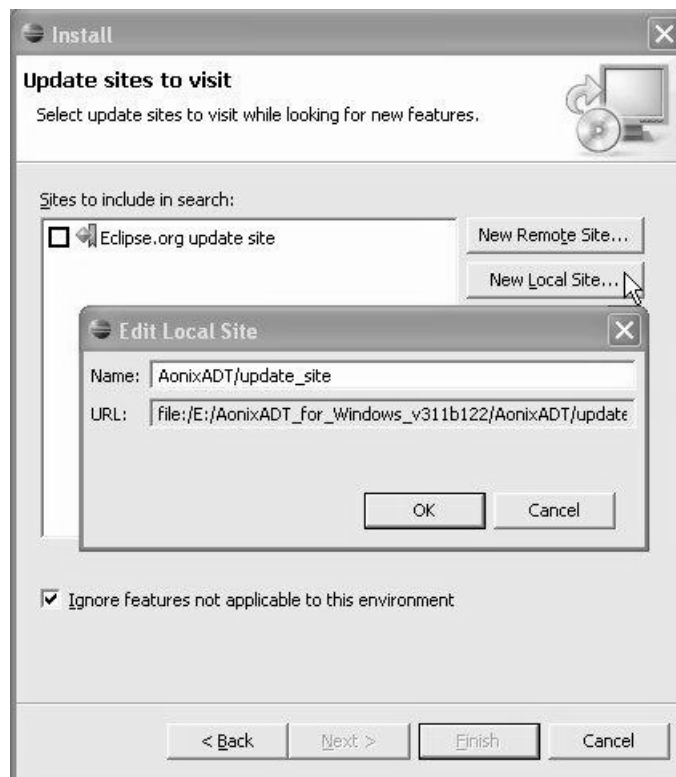 Install
Update sites to visit
Select update sites to visit while looking for new features.
Sites to include in search:
Eclipse.org update site
New Remote Site...
New Local Site...
Edit Local Site
Name: AonixADT/update_site
URL: file:/E:/AonixADT_for_Windows_v311b122/AonixADT/update
OK Cancel
Ignore features not applicable to this environment
< Back Next > Finish Cancel